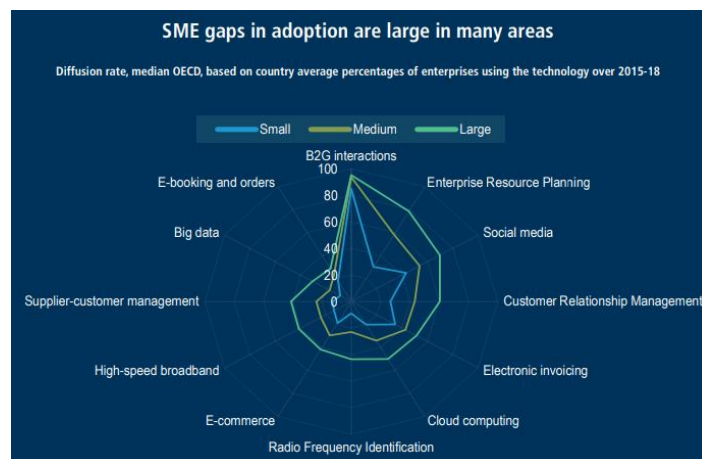 SME gaps in adoption are large in many areas
Diffusion rate, median OECD, based on country average percentages of enterprises using the technology over 2015-18
Small Medium Large
B2G interactions
100
E-booking and orders
Enterprise Resource Planning
80
Big data
60
Social media
40
20
Supplier-customer management
0
Customer Relationship Management
High-speed broadband
Electronic invoicing
E-commerce
Cloud computing
Radio Frequency Identification